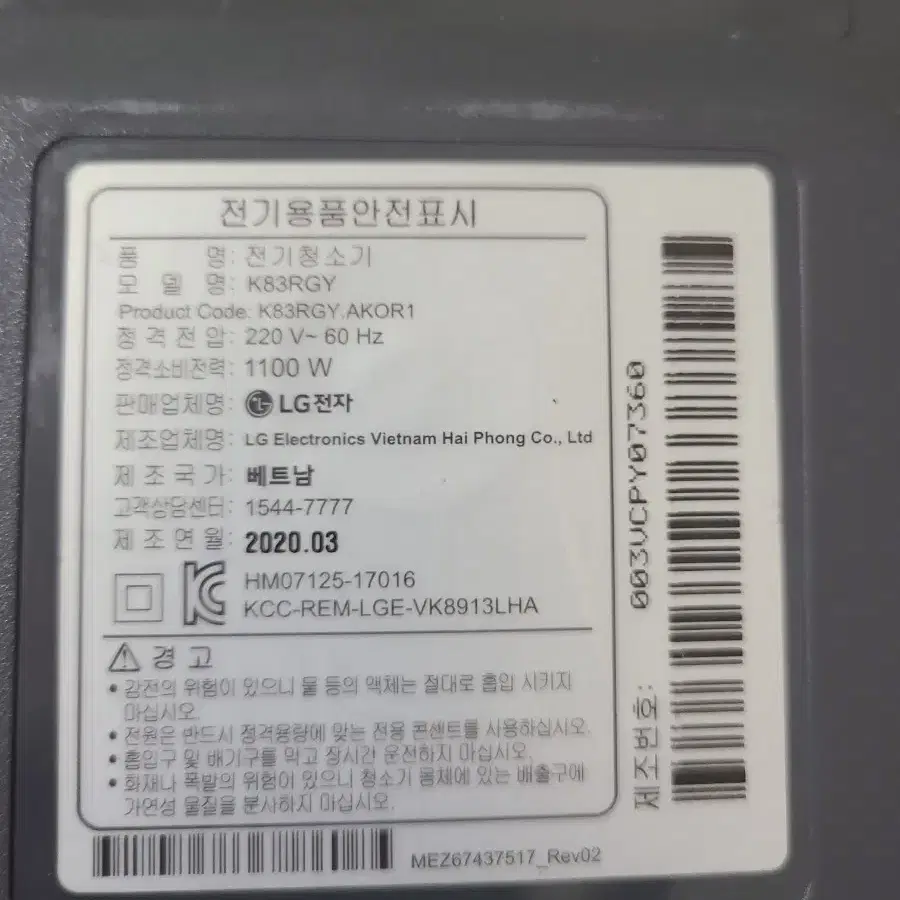 전기용품안전표시
품 명: 전기청소기
모 델 명: K83RGY
Product Code: K83RGY.AKOR1
정 격 전 압: 220 V~ 60 Hz
정격소비전력: 1100 W
판매업체명: LG전자
제조업체명: LG Electronics Vietnam Hai Phong Co., Ltd
제 조 국 가: 베트남
고객상담센터: 1544-7777
제 조 연 월: 2020.03
HM07125-17016
KCC-REM-LGE-VK8913LHA
경 고
• 감전의 위험이 있으니 물 등의 액체는 절대로 흡입 시키지
마십시오.
• 전원은 반드시 정격용량에 맞는 전용 콘센트를 사용하십시오.
• 흡입구 및 배기구를 막고 장시간 운전하지 마십시오.
• 화재나 폭발의 위험이 있으니 청소기 몸체에 있는 배출구에
가연성 물질을 분사하지 마십시오.
MEZ67437517_Rev02
제조번호: 003VCPY07360